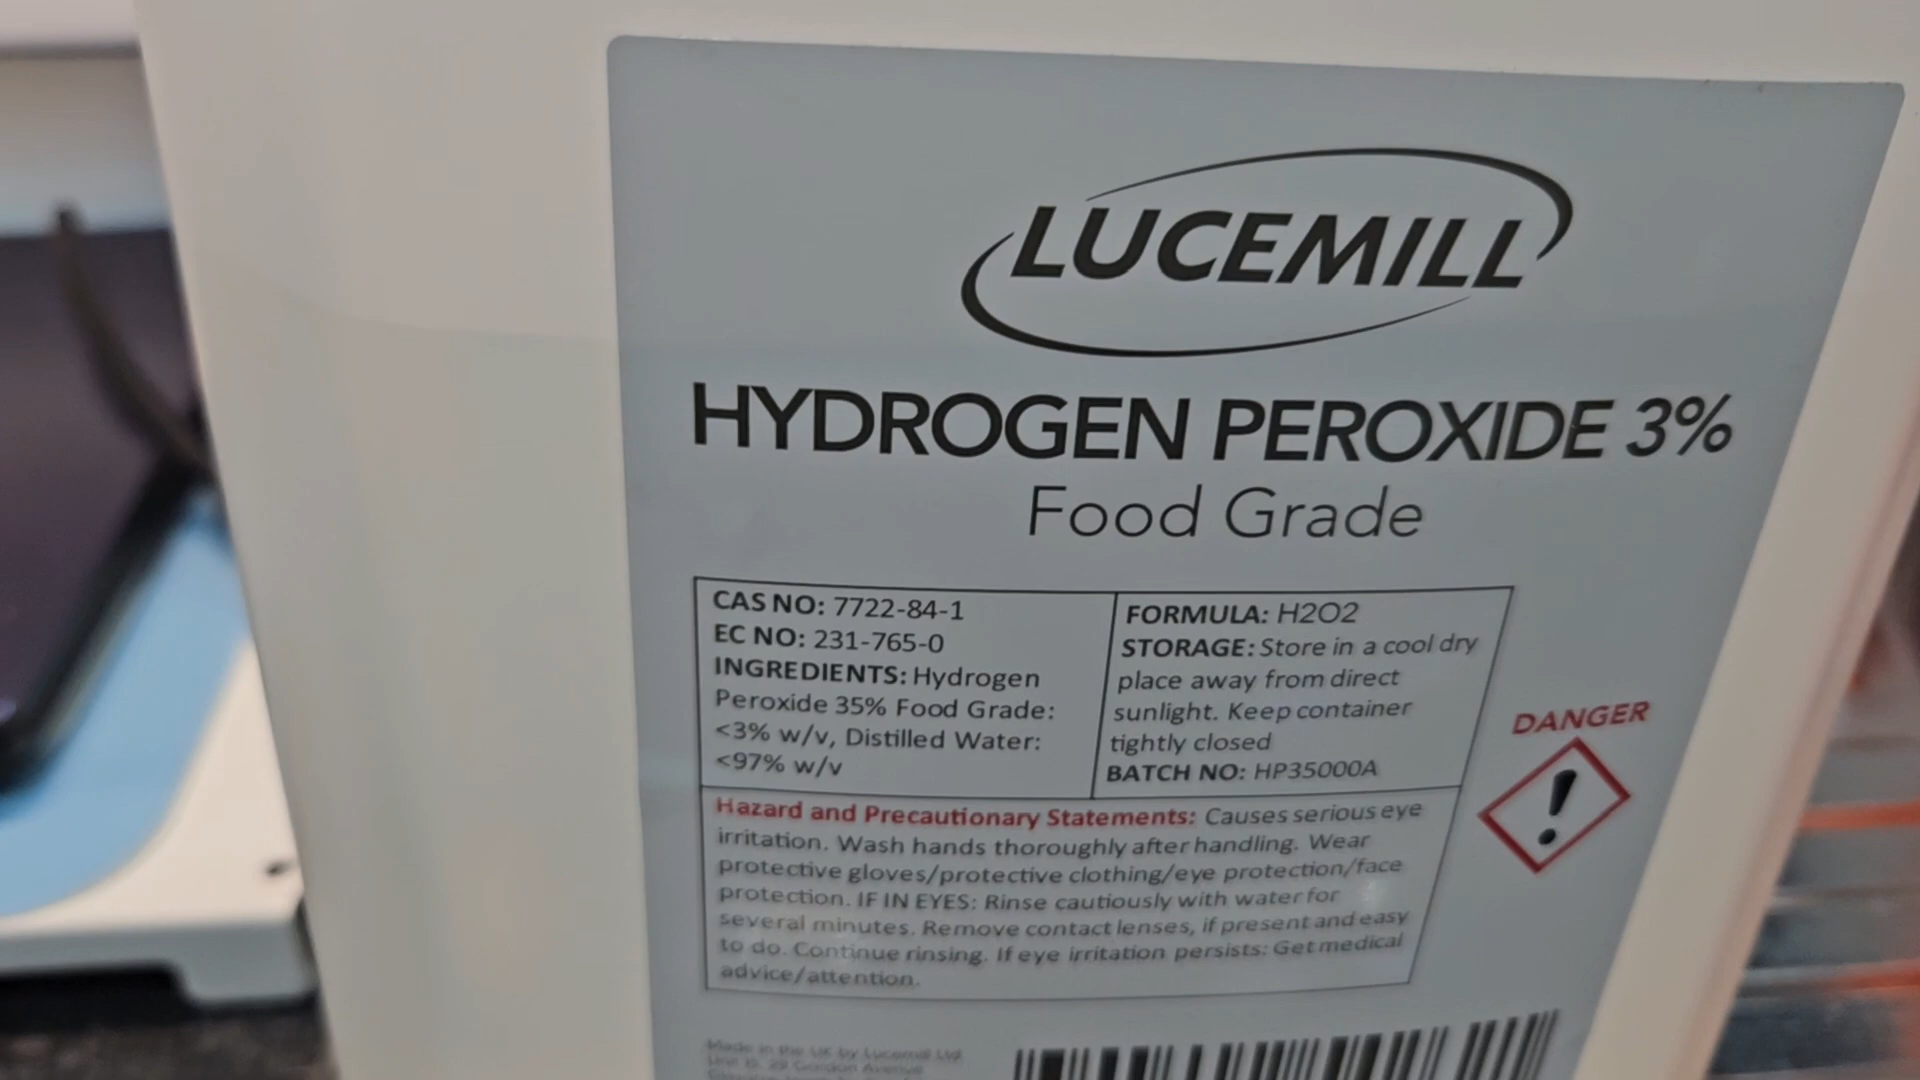 LUCEMILL
HYDROGEN PEROXIDE 3%
Food Grade
CAS NO: 7722-84-1
EC NO: 231-765-0
INGREDIENTS: Hydrogen
Peroxide 35% Food Grade:
<3% w/v, Distilled Water:
<97% w/v
FORMULA: H2O2
STORAGE: Store in a cool dry
place away from direct
sunlight. Keep container
tightly closed
BATCH NO: HP35000A
DANGER
Hazard and Precautionary Statements: Causes serious eye
irritation. Wash hands thoroughly after handling. Wear
protective gloves/protective clothing/eye protection/face
protection. IF IN EYES: Rinse cautiously with water for
several minutes. Remove contact lenses, if present and easy
to do. Continue rinsing. If eye irritation persists: Get medical
advice/attention.
Made in the UK by Lucemill Ltd
Gordon Avenue